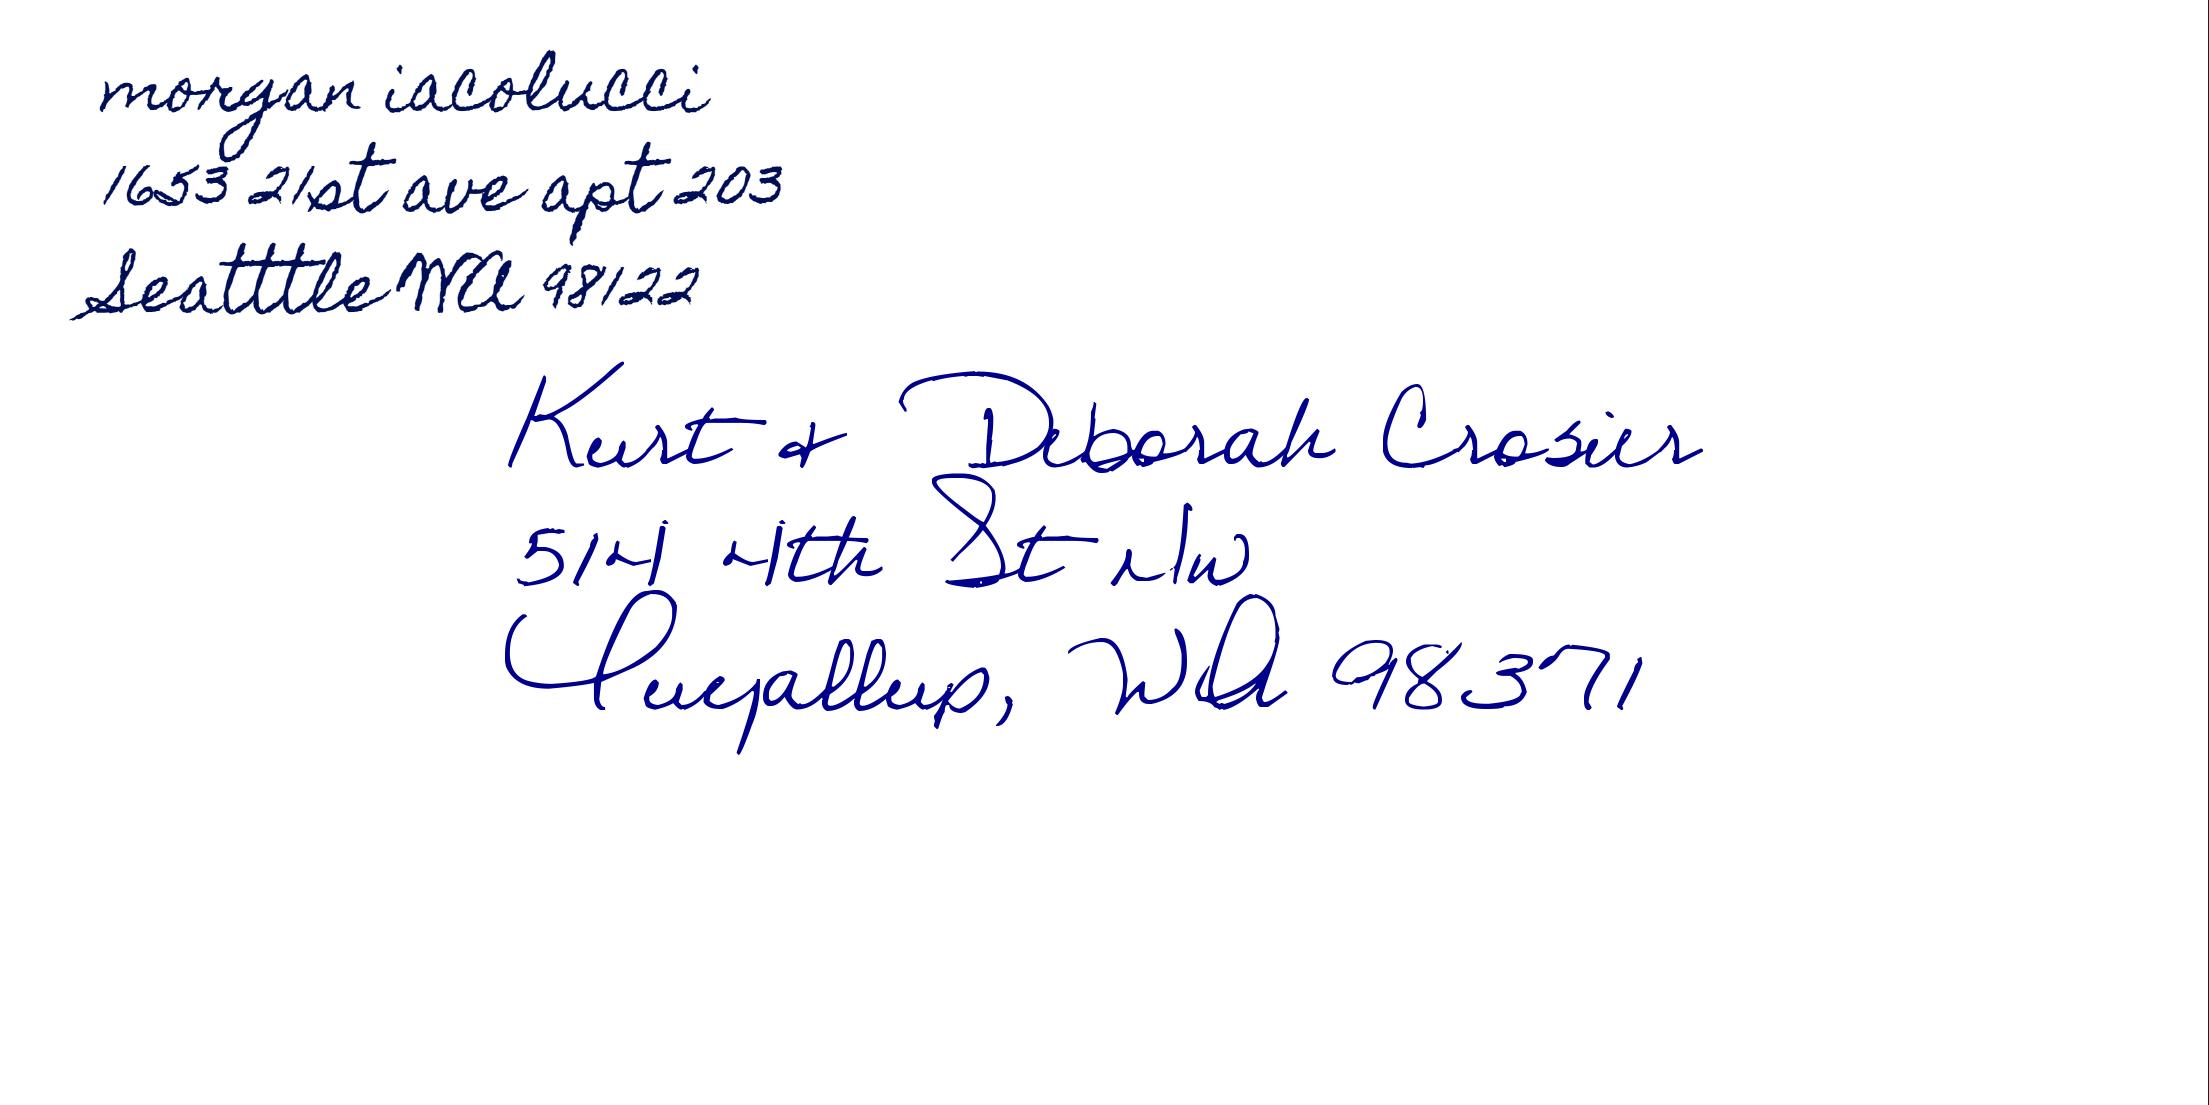 morgan iacolucci
1653 21st ave apt 203
Seatttle WA 98122
Kurt & Deborah Crosier
514 4th St NW
Puyallup, WA 98371